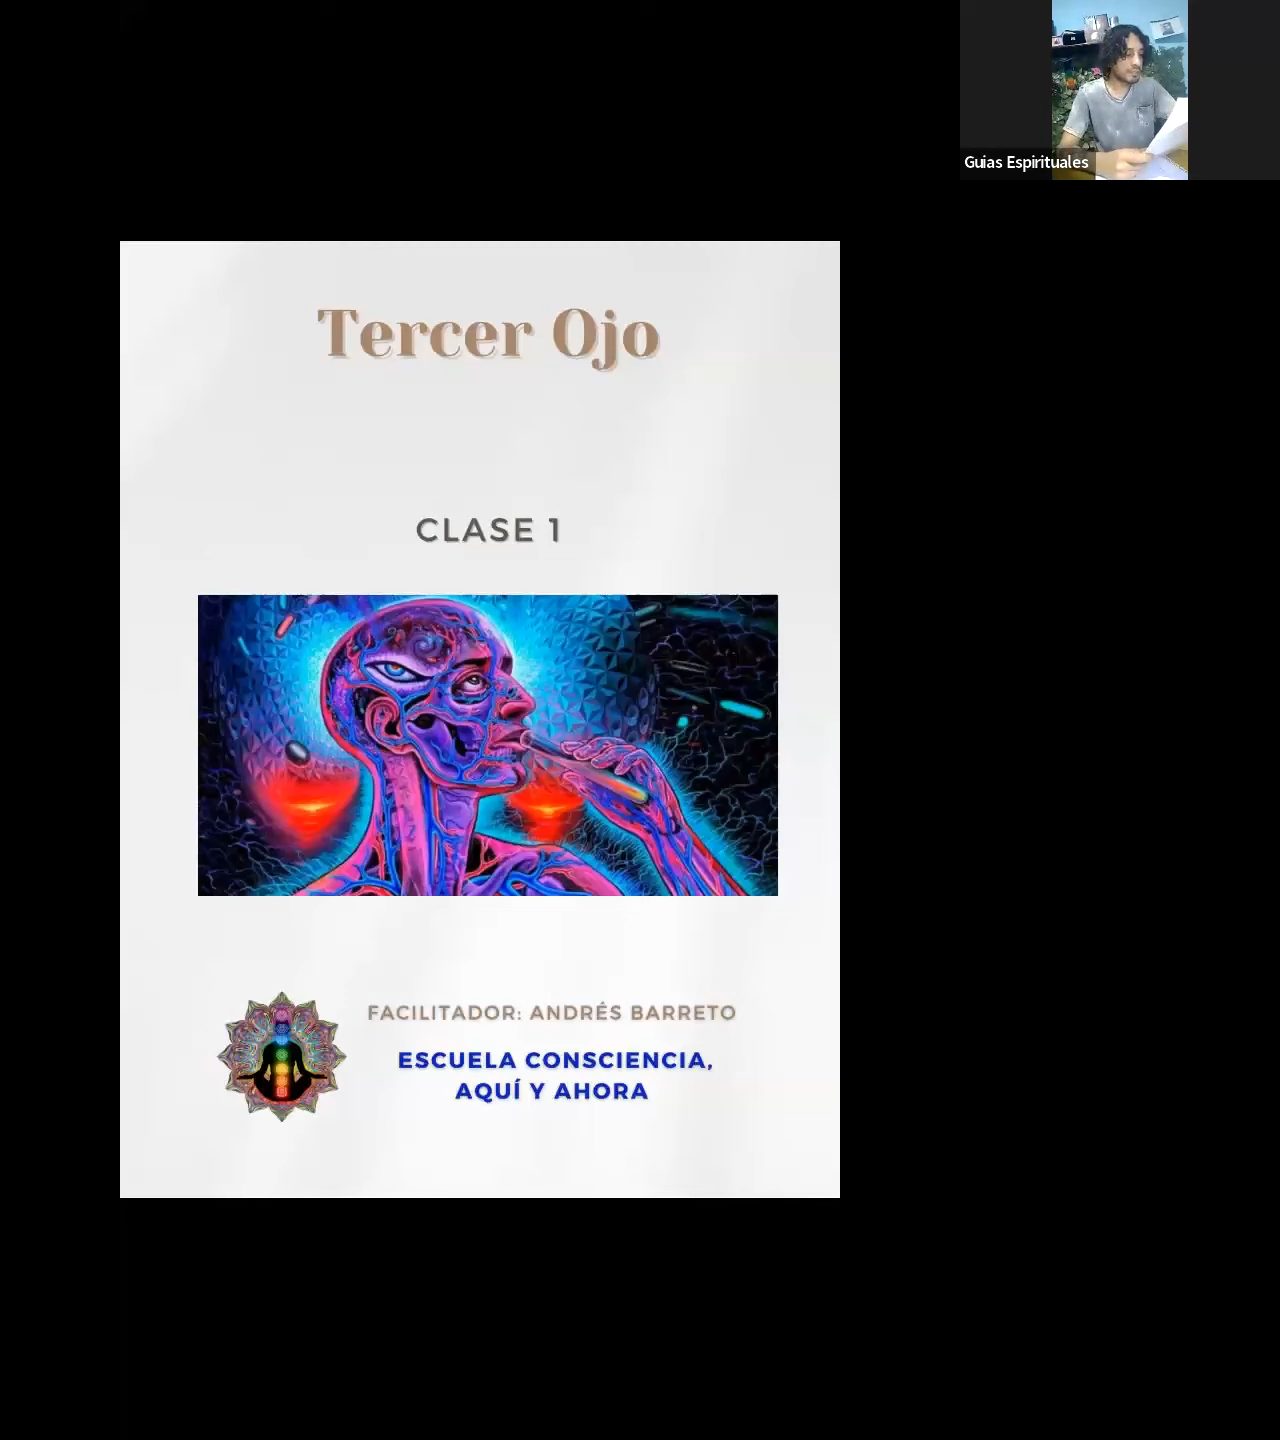 Guias Espirituales
Tercer Ojo
CLASE 1
FACILITADOR: ANDRÉS BARRETO
ESCUELA CONSCIENCIA,
AQUÍ Y AHORA